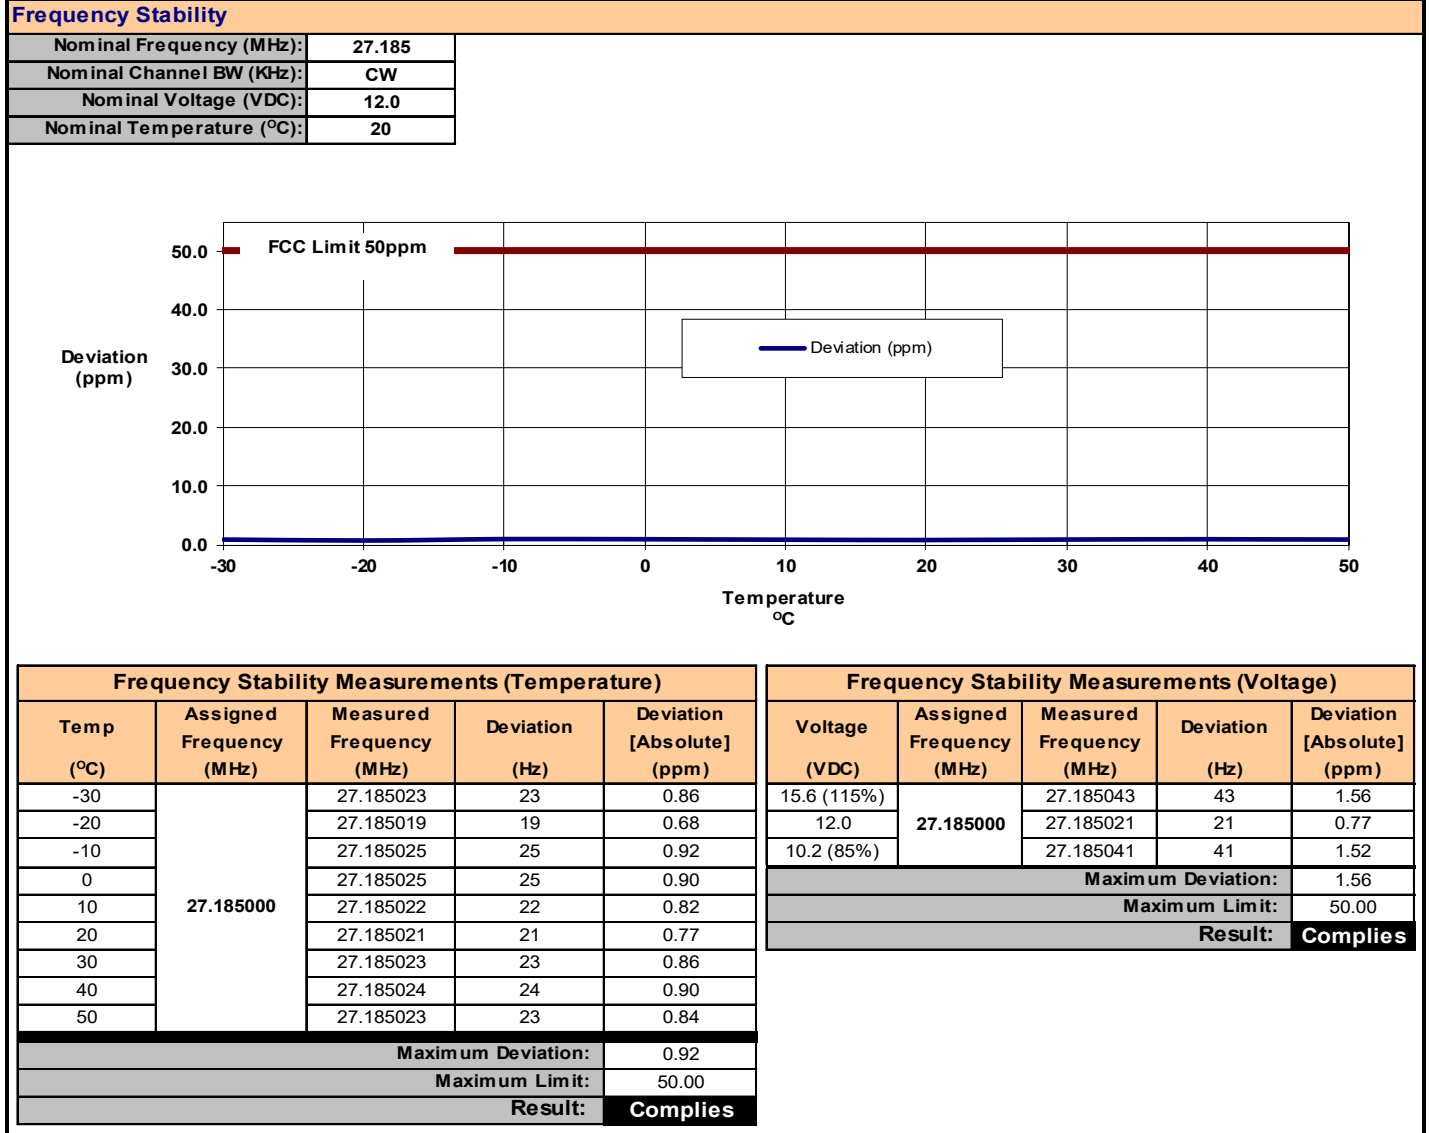 Frequency Stability
Nominal Frequency (MHz): 27.185
Nominal Channel BW (KHz): CW
Nominal Voltage (VDC): 12.0
Nominal Temperature (ᴼC): 20
50.0
FCC Limit 50ppm
40.0
Deviation (ppm)
Deviation
(ppm)
30.0
20.0
10.0
0.0
-30 -20 -10 0 10 20 30 40 50
Temperature
ᴼC
Frequency Stability Measurements (Temperature)
Temp Assigned Measured Deviation Deviation
Frequency Frequency [Absolute]
(ᴼC) (MHz) (MHz) (Hz) (ppm)
-30 27.185023 23 0.86
-20 27.185019 19 0.68
-10 27.185025 25 0.92
0 27.185025 25 0.90
10 27.185000 27.185022 22 0.82
20 27.185021 21 0.77
30 27.185023 23 0.86
40 27.185024 24 0.90
50 27.185023 23 0.84
Maximum Deviation: 0.92
Maximum Limit: 50.00
Result: Complies
Frequency Stability Measurements (Voltage)
Voltage Assigned Measured Deviation Deviation
Frequency Frequency [Absolute]
(VDC) (MHz) (MHz) (Hz) (ppm)
15.6 (115%) 27.185043 43 1.56
12.0 27.185000 27.185021 21 0.77
10.2 (85%) 27.185041 41 1.52
Maximum Deviation: 1.56
Maximum Limit: 50.00
Result: Complies